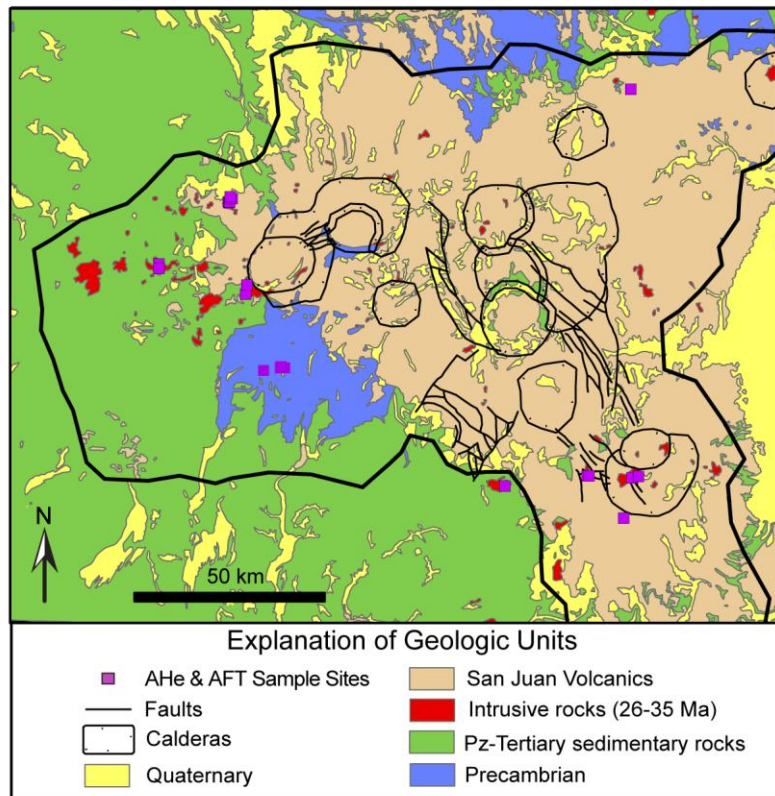 N
50 km
Explanation of Geologic Units
AHe & AFT Sample Sites
Faults
Calderas
Quaternary
San Juan Volcanics
Intrusive rocks (26-35 Ma)
Pz-Tertiary sedimentary rocks
Precambrian